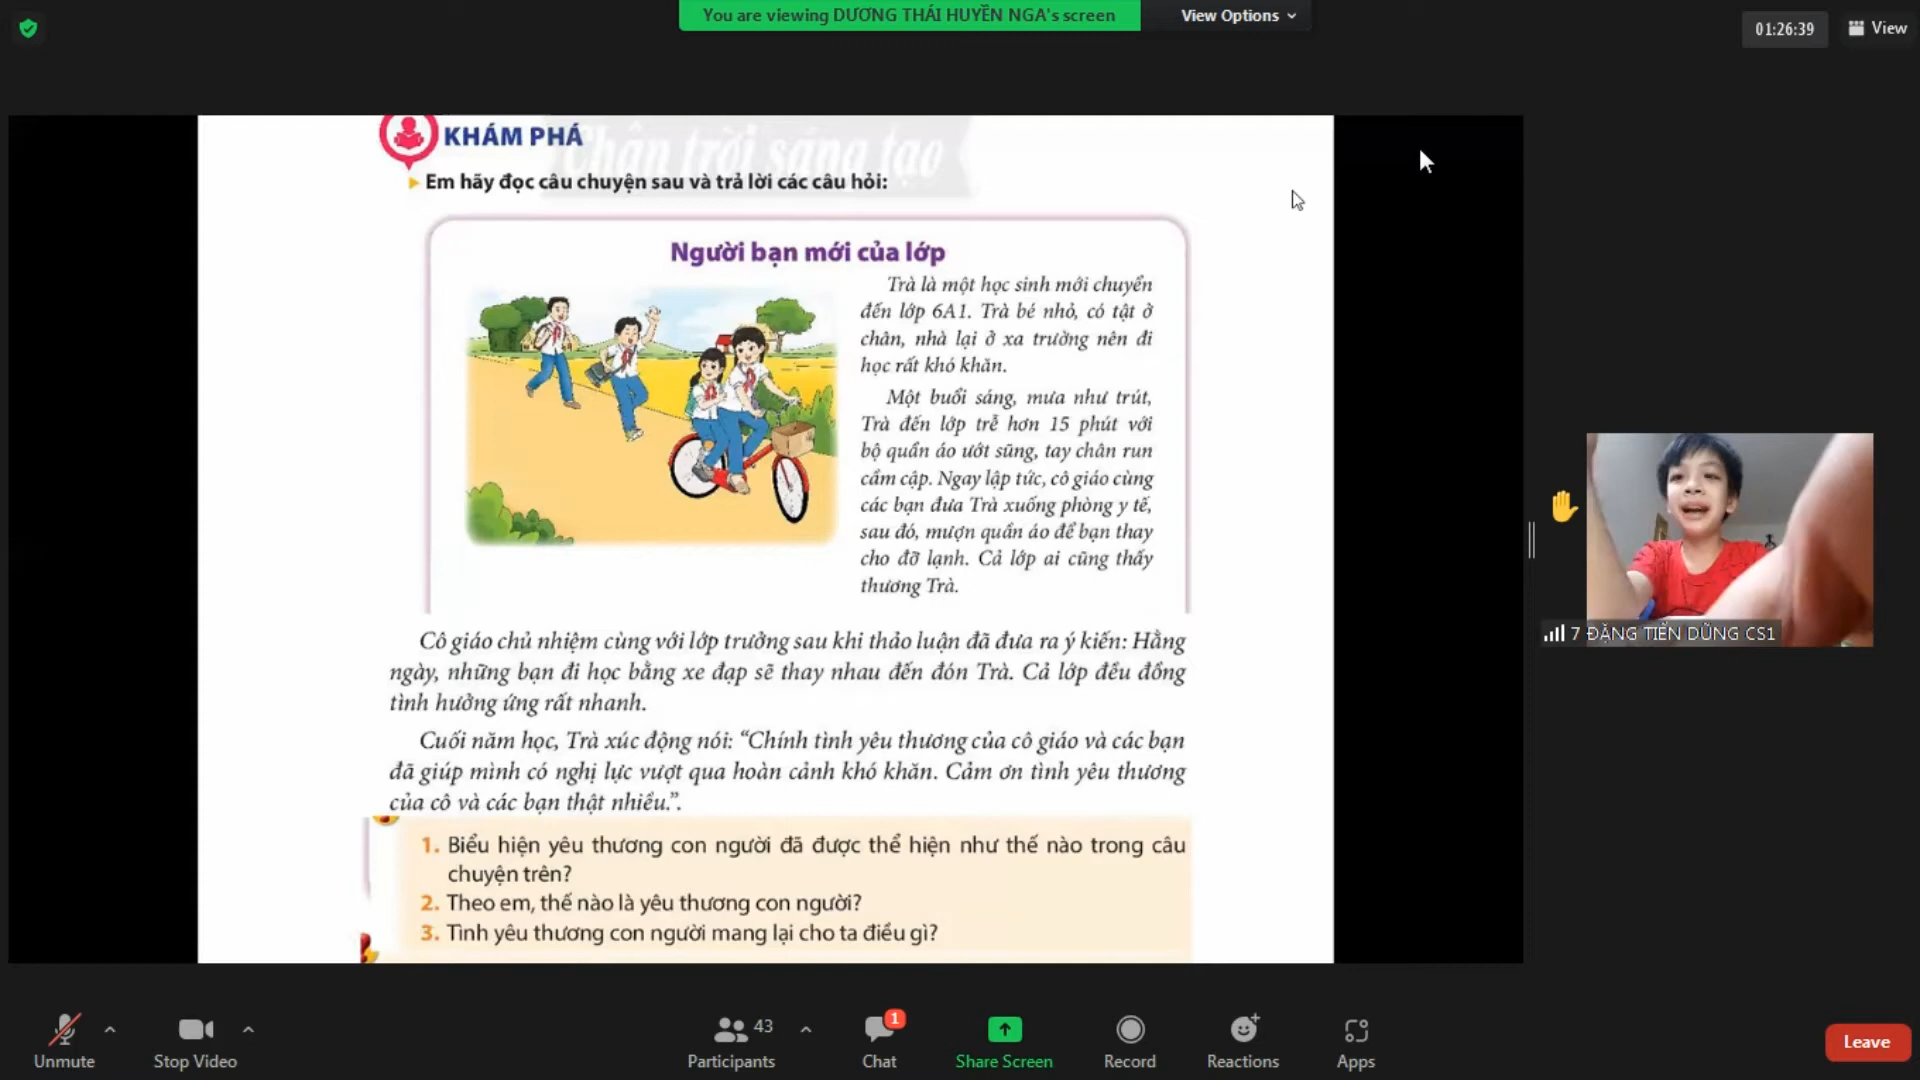 You are viewing DƯƠNG THÁI HUYỀN NGA's screen
View Options
01:26:39
View
KHÁM PHÁ
Chân trời sáng tạo
Em hãy đọc câu chuyện sau và trả lời các câu hỏi:
Người bạn mới của lớp
Trà là một học sinh mới chuyển
đến lớp 6A1. Trà bé nhỏ, có tật ở
chân, nhà lại ở xa trường nên đi
học rất khó khăn.
Một buổi sáng, mưa như trút,
Trà đến lớp trễ hơn 15 phút với
bộ quần áo ướt sũng, tay chân run
cầm cập. Ngay lập tức, cô giáo cùng
các bạn đưa Trà xuống phòng y tế,
sau đó, mượn quần áo để bạn thay
cho đỡ lạnh. Cả lớp ai cũng thấy
thương Trà.
Cô giáo chủ nhiệm cùng với lớp trưởng sau khi thảo luận đã đưa ra ý kiến: Hằng
ngày, những bạn đi học bằng xe đạp sẽ thay nhau đến đón Trà. Cả lớp đều đồng
tình hưởng ứng rất nhanh.
Cuối năm học, Trà xúc động nói: “Chính tình yêu thương của cô giáo và các bạn
đã giúp mình có nghị lực vượt qua hoàn cảnh khó khăn. Cảm ơn tình yêu thương
của cô và các bạn thật nhiều.”.
1. Biểu hiện yêu thương con người đã được thể hiện như thế nào trong câu
chuyện trên?
2. Theo em, thế nào là yêu thương con người?
3. Tình yêu thương con người mang lại cho ta điều gì?
7 ĐẶNG TIẾN DŨNG CS1
Unmute
Stop Video
43
Participants
1
Chat
Share Screen
Record
Reactions
Apps
Leave